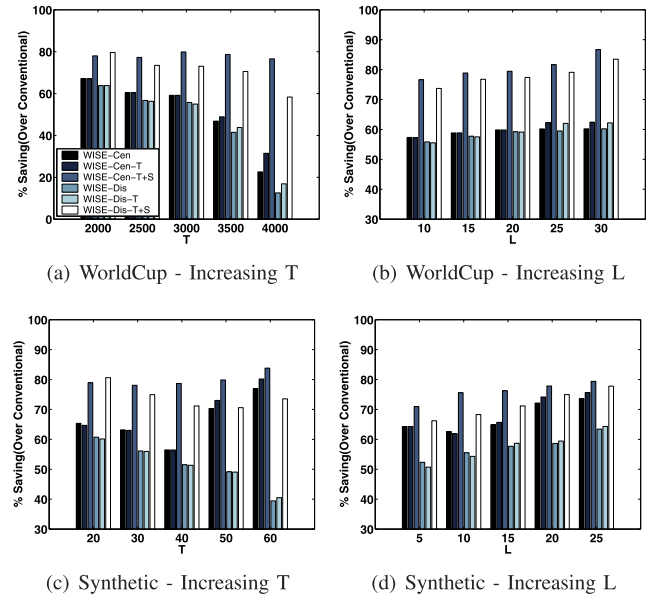 100
80
60
40
20
0
% Saving(Over Conventional)
WISE-Cen
WISE-Cen-T
WISE-Cen-T+S
WISE-Dis
WISE-Dis-T
WISE-Dis-T+S
2000 2500 3000 3500 4000
T
(a) WorldCup - Increasing T
100
90
80
70
60
50
40
30
% Saving(Over Conventional)
10 15 20 25 30
L
(b) WorldCup - Increasing L
100
90
80
70
60
50
40
30
% Saving(Over Conventional)
20 30 40 50 60
T
(c) Synthetic - Increasing T
100
90
80
70
60
50
40
30
% Saving(Over Conventional)
5 10 15 20 25
L
(d) Synthetic - Increasing L